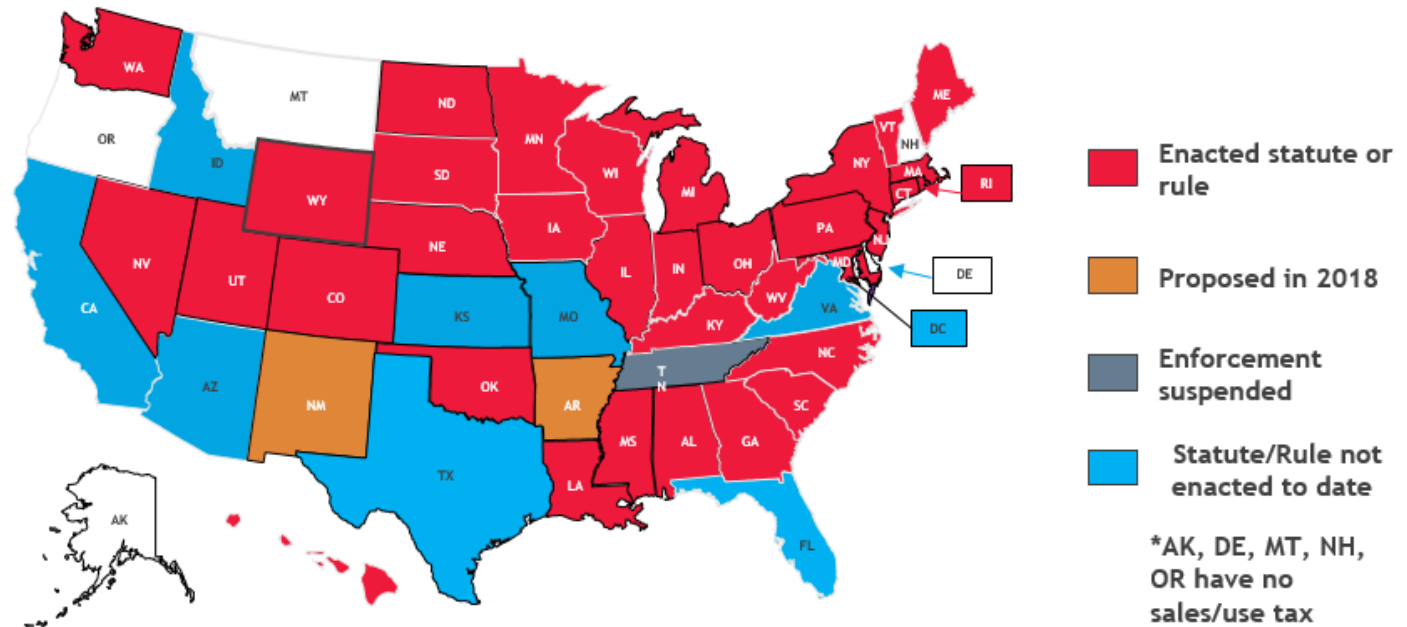 WA
MT
ND
ME
OR
MN
VT
NH
ID
SD
WI
NY
MA
WY
MI
CT
RI
IA
NE
PA
NJ
NV
UT
IL
IN
OH
MD
DE
CO
WV
CA
KS
MO
VA
DC
KY
NC
T
N
AZ
NM
OK
AR
SC
MS
AL
GA
TX
LA
AK
FL
Enacted statute or
rule
Proposed in 2018
Enforcement
suspended
Statute/Rule not
enacted to date
*AK, DE, MT, NH,
OR have no
sales/use tax